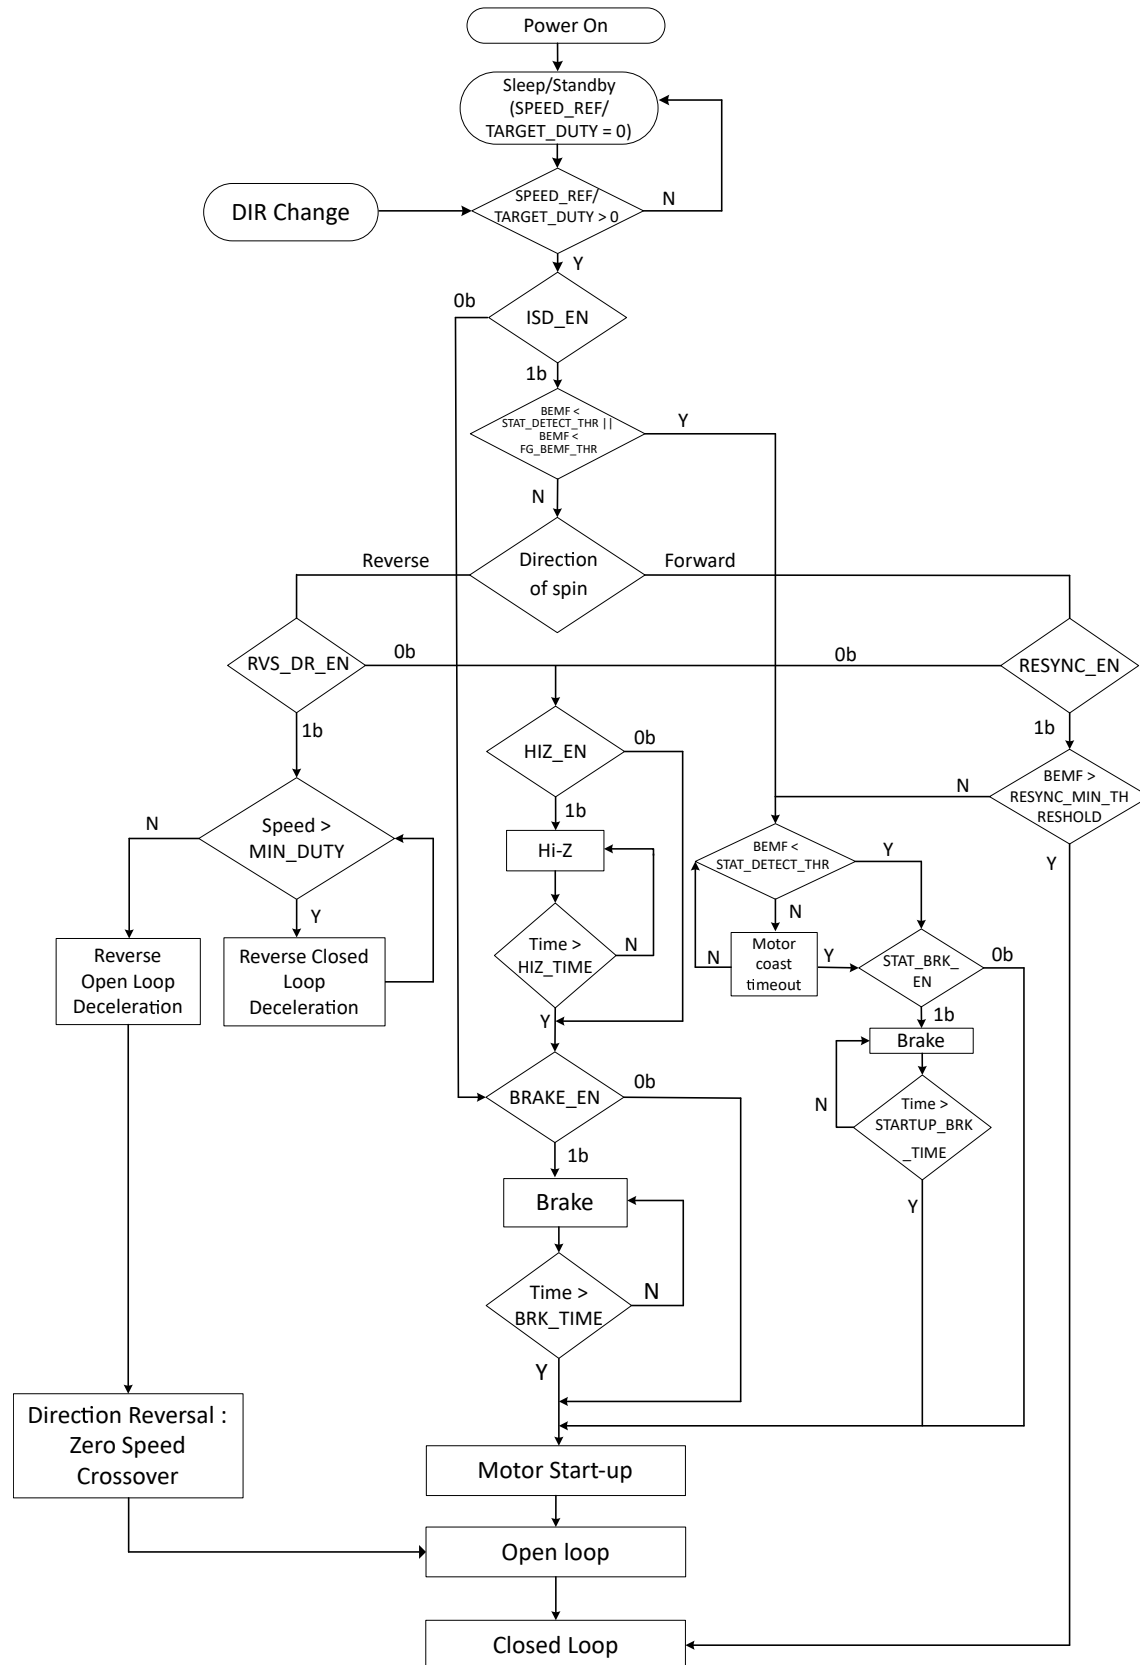 Power On
Sleep/Standby
(SPEED_REF/
TARGET_DUTY = 0)
DIR Change
SPEED_REF/
TARGET_DUTY > 0
N
Y
0b
ISD_EN
1b
BEMF <
STAT_DETECT_THR ||
BEMF <
FG_BEMF_THR
Y
N
Reverse
Direction
of spin
Forward
RVS_DR_EN
0b
0b
RESYNC_EN
1b
1b
HIZ_EN
0b
BEMF >
RESYNC_MIN_TH
RESHOLD
N
Y
1b
N
Speed >
MIN_DUTY
Y
Hi-Z
BEMF <
STAT_DETECT_THR
Y
N
Time >
HIZ_TIME
N
Y
Reverse
Open Loop
Deceleration
Reverse Closed
Loop
Deceleration
N
Motor
coast
timeout
Y
STAT_BRK_
EN
0b
1b
Brake
BRAKE_EN
0b
1b
N
Time >
STARTUP_BRK
_TIME
Y
Brake
Time >
BRK_TIME
N
Y
Direction Reversal :
Zero Speed
Crossover
Motor Start-up
Open loop
Closed Loop